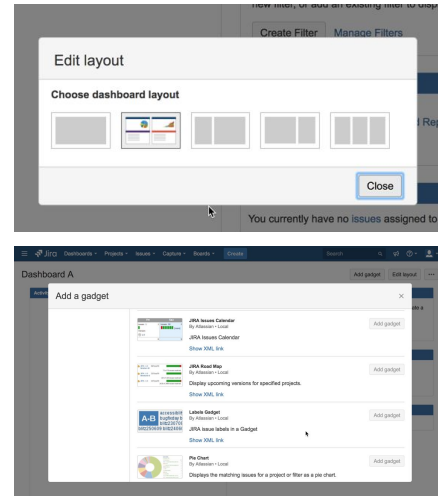 new filter, or add an existing filter to disp
Create Filter Manage Filters
Edit layout
Choose dashboard layout
Rep
Close
You currently have no issues assigned to
Jira Dashboards Projects Issues Capture Boards Create Search
Dashboard A Add gadget Edit layout
Add a gadget
JIRA Issues Calendar
By Atlassian • Local
Add gadget
JIRA Issues Calendar
Show XML link
JIRA Road Map
By Atlassian • Local
Add gadget
Display upcoming versions for specified projects.
Show XML link
A-B
Labels Gadget
By Atlassian • Local
Add gadget
JIRA issue labels in a Gadget
Show XML link
Pie Chart
By Atlassian • Local
Add gadget
Displays the matching issues for a project or filter as a pie chart.